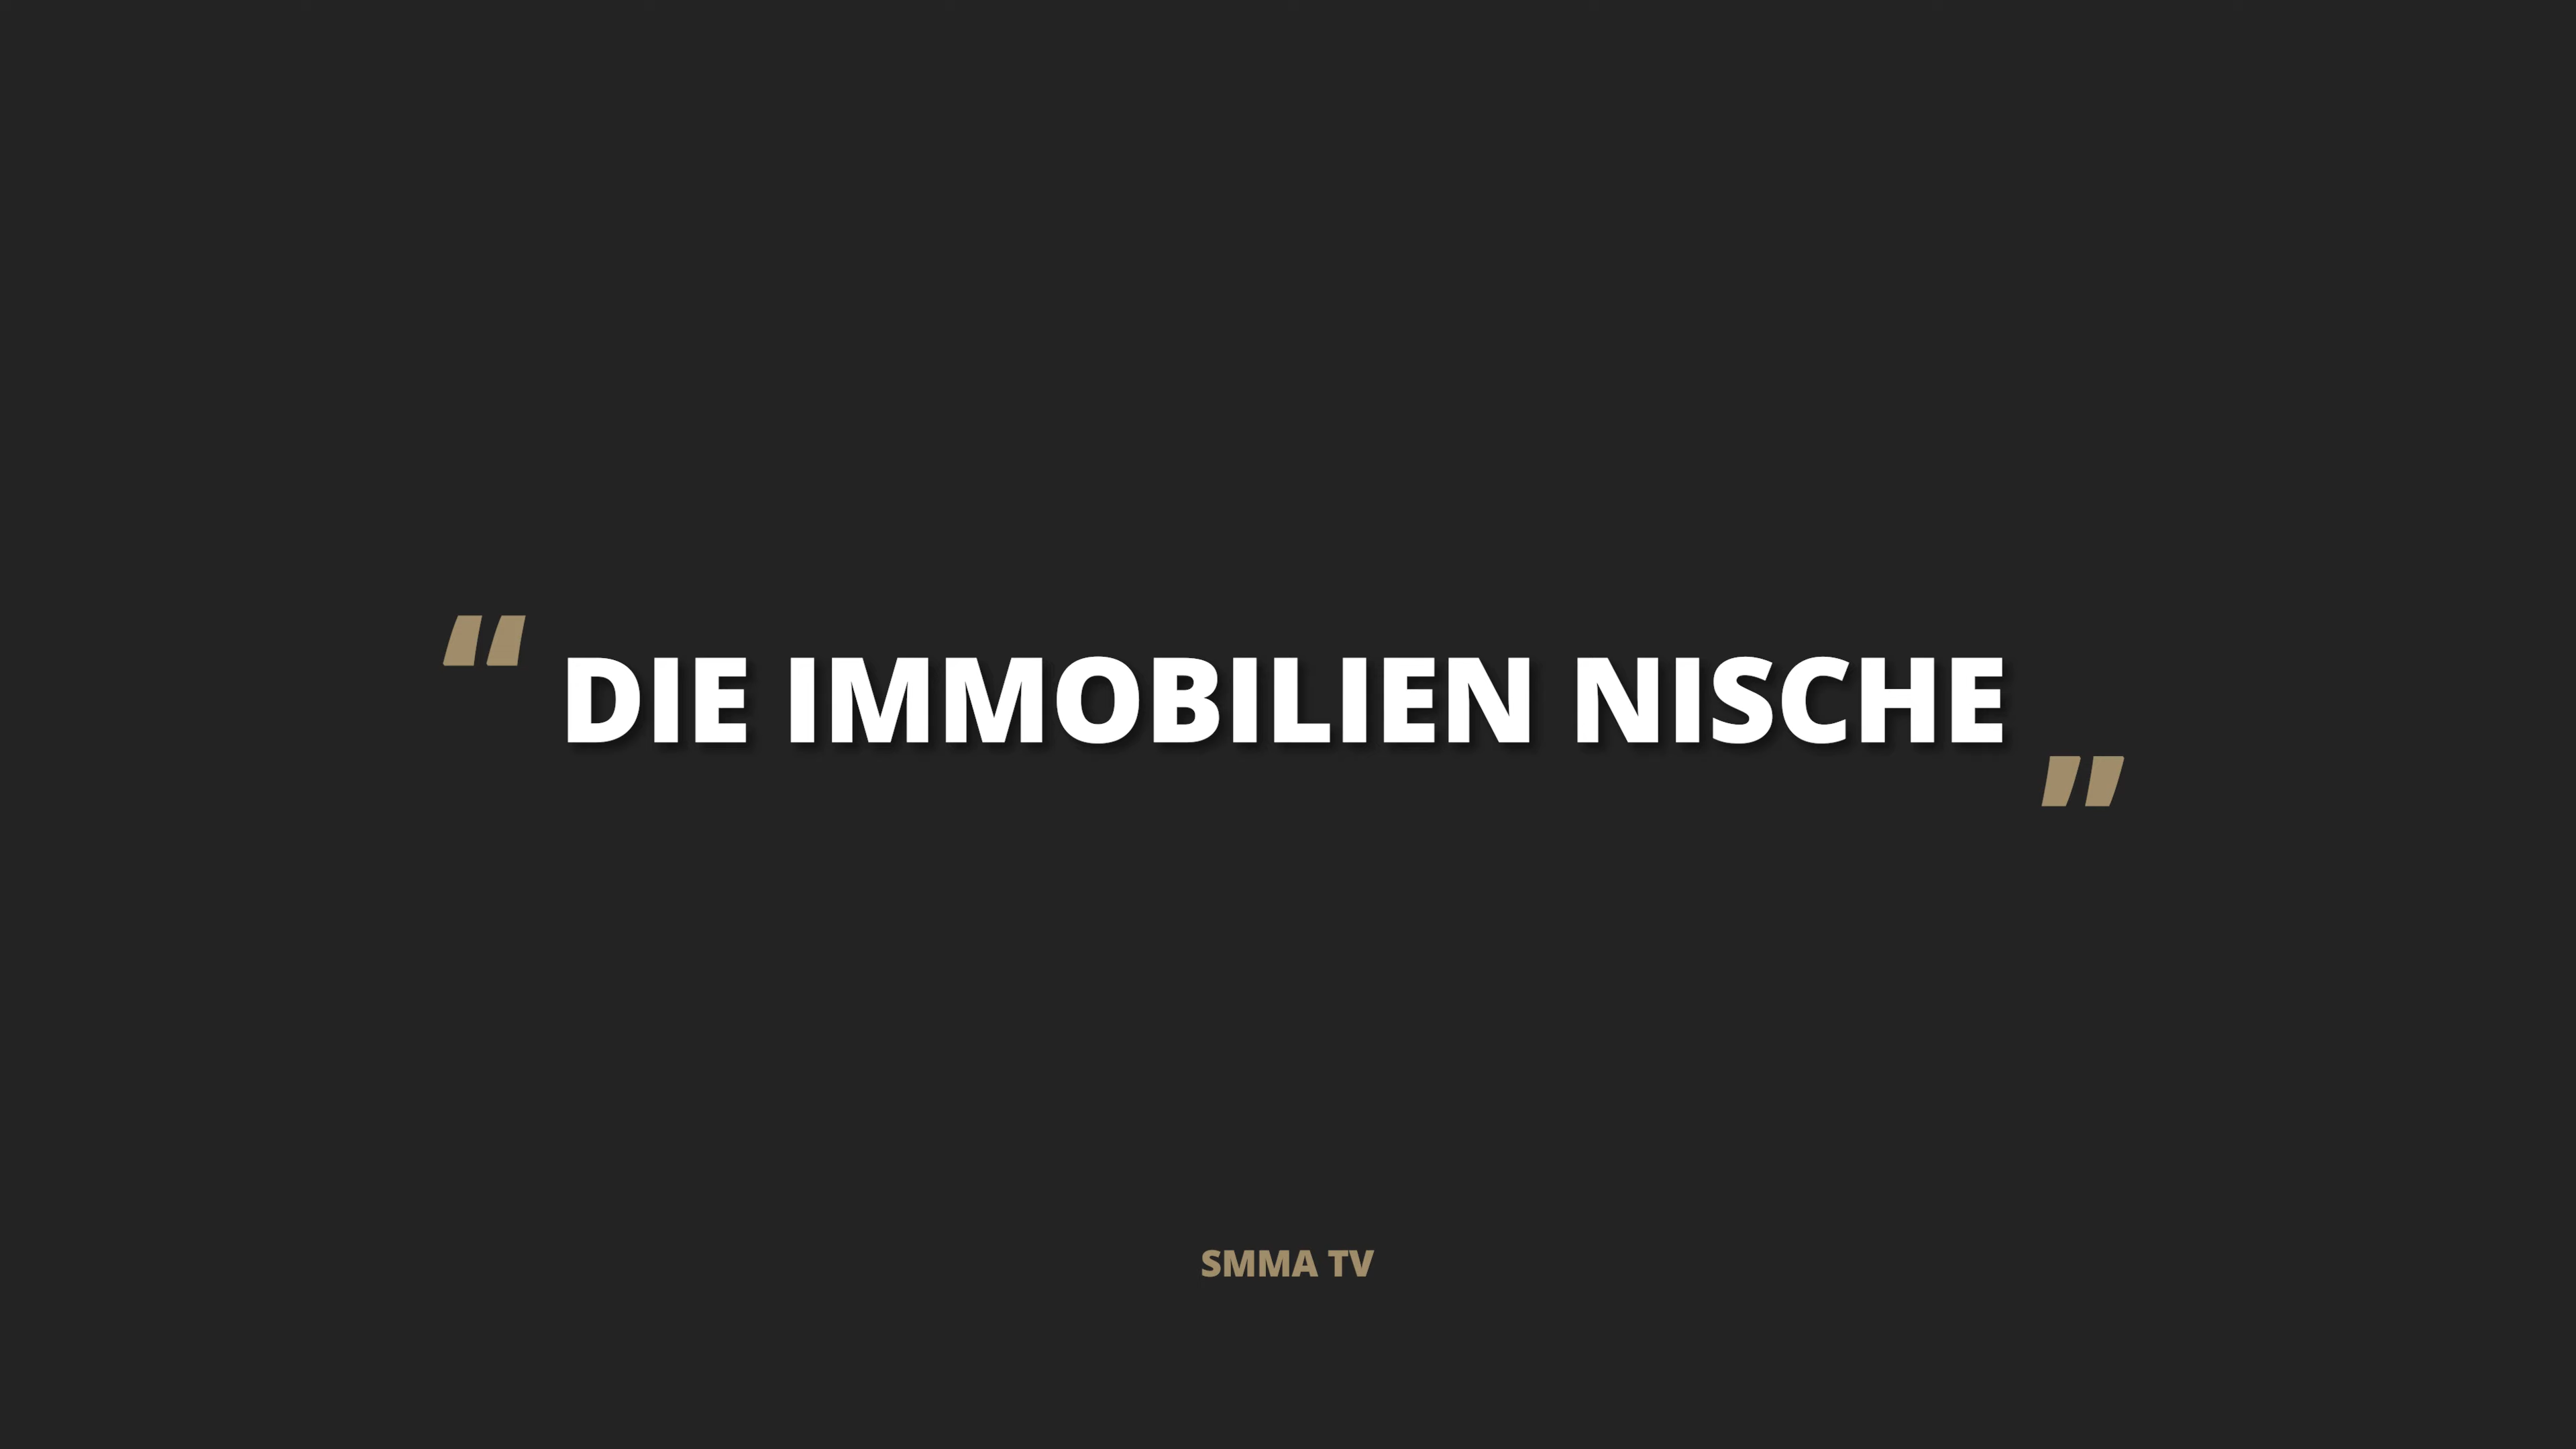 “ DIE IMMOBILIEN NISCHE ”
SMMA TV